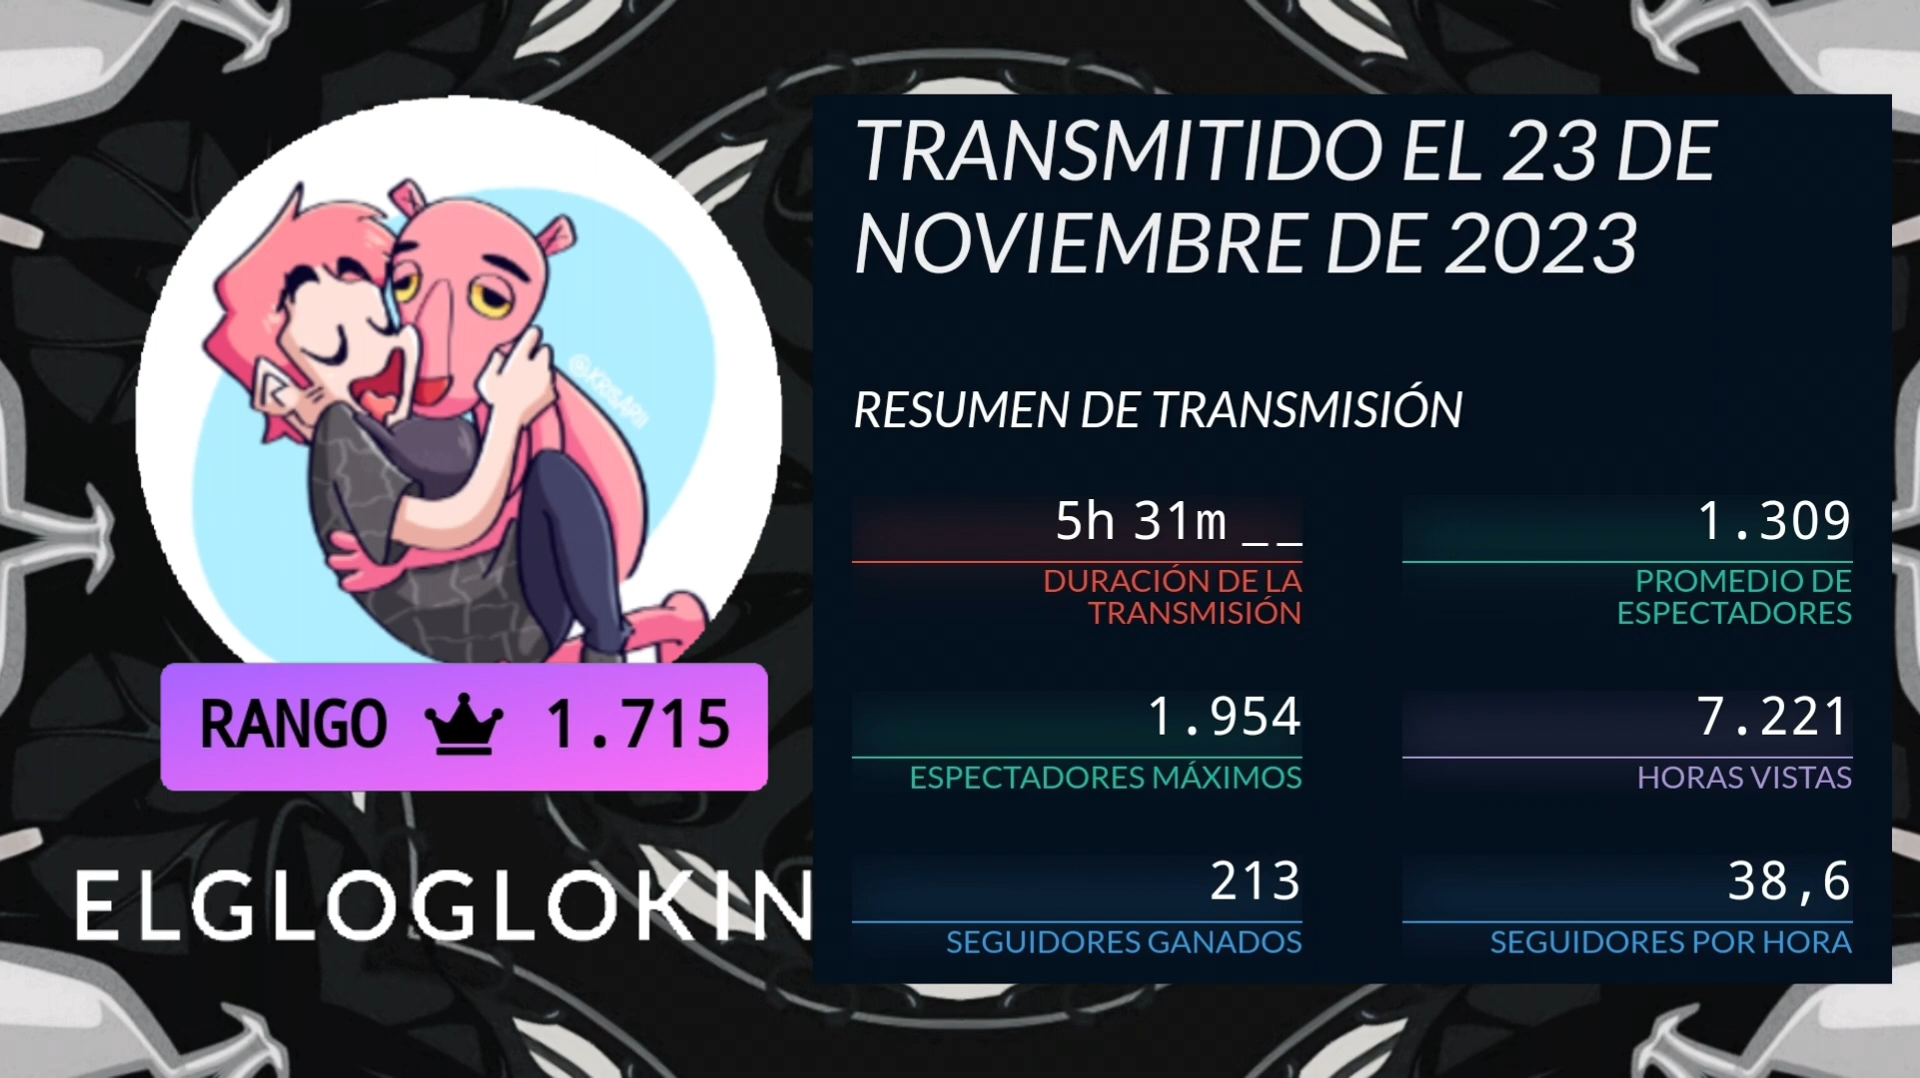 TRANSMITIDO EL 23 DE
NOVIEMBRE DE 2023
RESUMEN DE TRANSMISIÓN
5h 31m _ _
DURACIÓN DE LA
TRANSMISIÓN
1.309
PROMEDIO DE
ESPECTADORES
1.954
ESPECTADORES MÁXIMOS
7.221
HORAS VISTAS
213
SEGUIDORES GANADOS
38,6
SEGUIDORES POR HORA
@KRISARII
RANGO 1.715
ELGLOGLOKIN